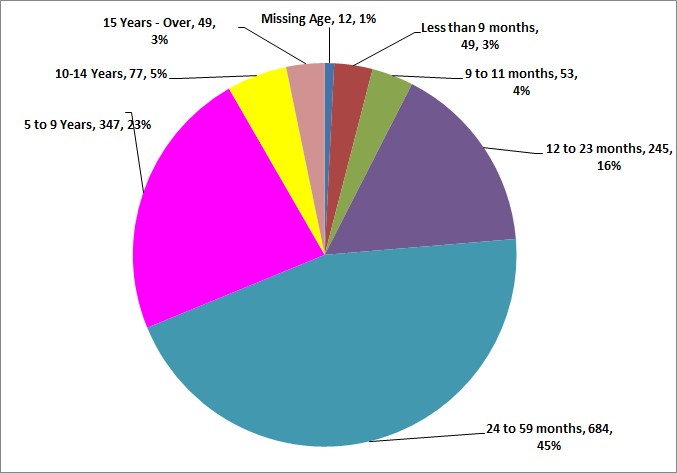 Missing Age, 12, 1%
Less than 9 months,
49, 3%
9 to 11 months, 53,
4%
12 to 23 months, 245,
16%
24 to 59 months, 684,
45%
5 to 9 Years, 347, 23%
10-14 Years, 77, 5%
15 Years - Over, 49,
3%